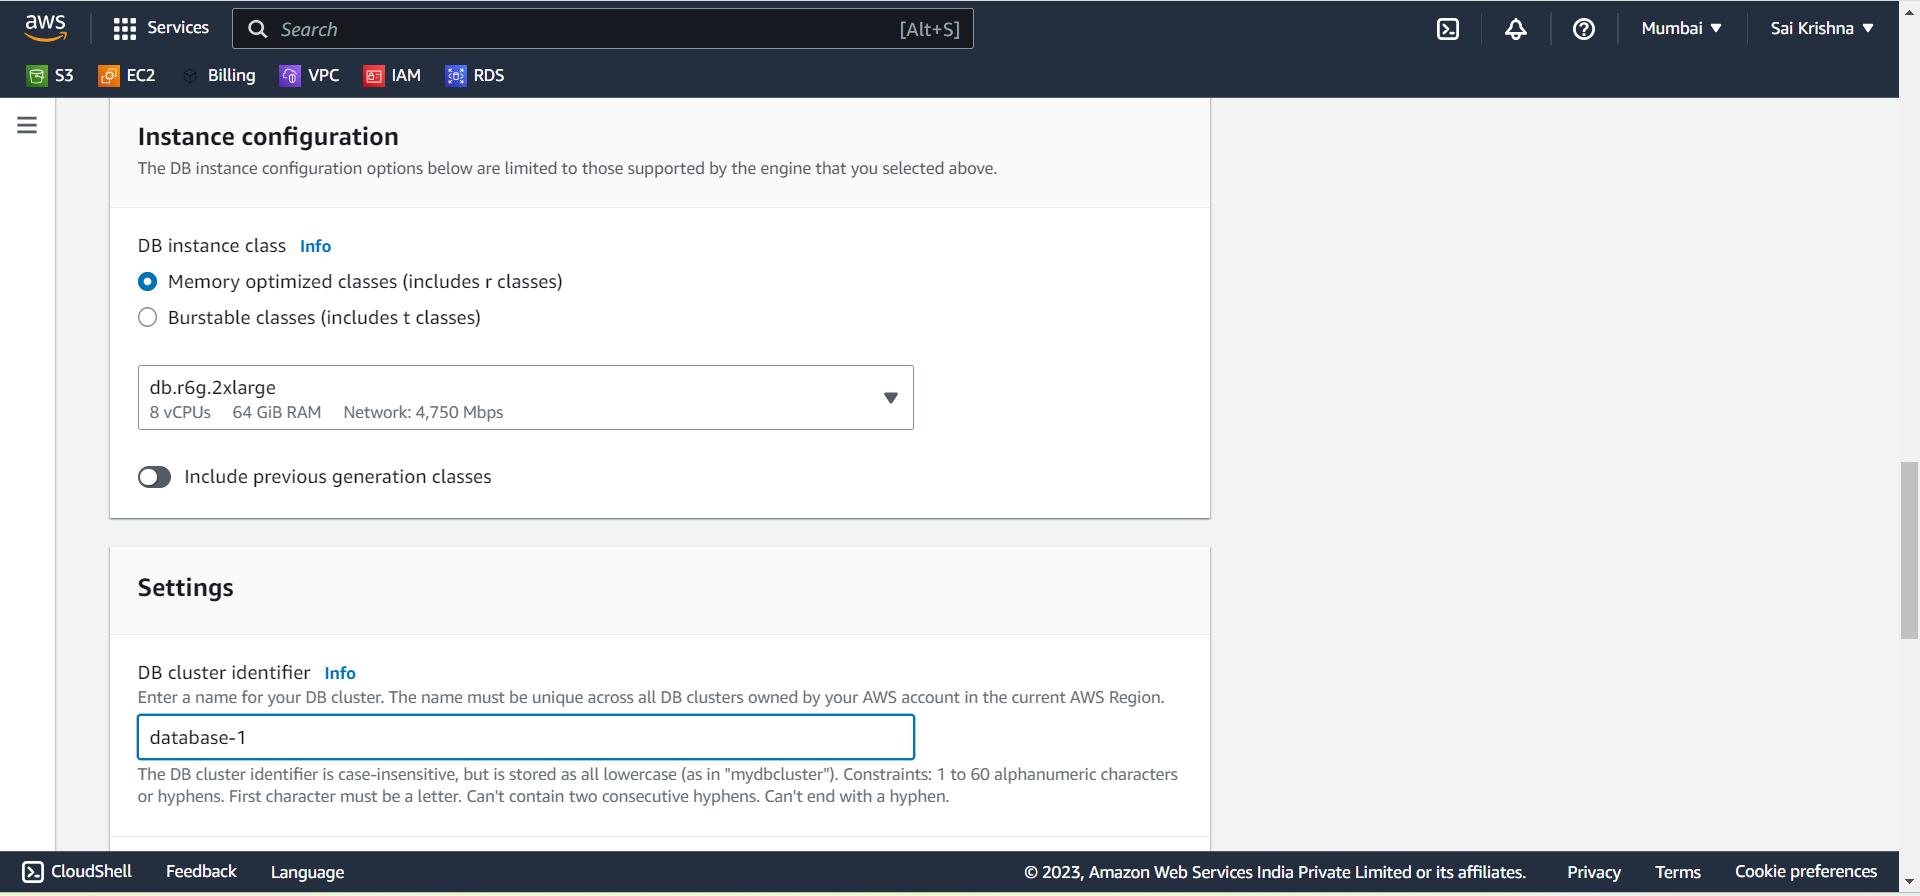 aws Services Search [Alt+S] Mumbai Sai Krishna
S3 EC2 Billing VPC IAM RDS
Instance configuration
The DB instance configuration options below are limited to those supported by the engine that you selected above.
DB instance class Info
Memory optimized classes (includes r classes)
Burstable classes (includes t classes)
db.r6g.2xlarge
8 vCPUs 64 GiB RAM Network: 4,750 Mbps
Include previous generation classes
Settings
DB cluster identifier Info
Enter a name for your DB cluster. The name must be unique across all DB clusters owned by your AWS account in the current AWS Region.
database-1
The DB cluster identifier is case-insensitive, but is stored as all lowercase (as in "mydbcluster"). Constraints: 1 to 60 alphanumeric characters
or hyphens. First character must be a letter. Can't contain two consecutive hyphens. Can't end with a hyphen.
CloudShell Feedback Language © 2023, Amazon Web Services India Private Limited or its affiliates. Privacy Terms Cookie preferences